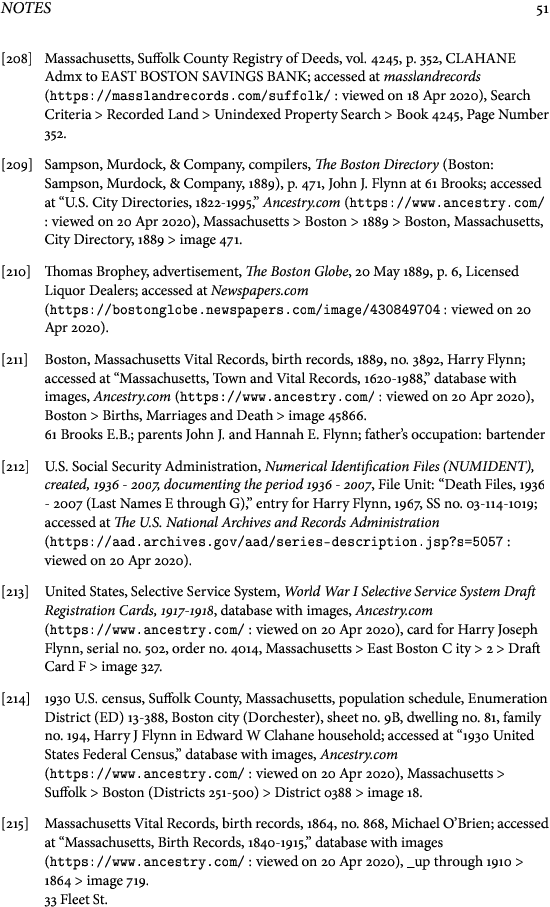 NOTES 51
[208] Massachusetts, Suffolk County Registry of Deeds, vol. 4245, p. 352, CLAHANE
Admx to EAST BOSTON SAVINGS BANK; accessed at masslandrecords
(https://masslandrecords.com/suffolk/ : viewed on 18 Apr 2020), Search
Criteria > Recorded Land > Unindexed Property Search > Book 4245, Page Number
352.
[209] Sampson, Murdock, & Company, compilers, The Boston Directory (Boston:
Sampson, Murdock, & Company, 1889), p. 471, John J. Flynn at 61 Brooks; accessed
at “U.S. City Directories, 1822-1995,” Ancestry.com (https://www.ancestry.com/
: viewed on 20 Apr 2020), Massachusetts > Boston > 1889 > Boston, Massachusetts,
City Directory, 1889 > image 471.
[210] Thomas Brophey, advertisement, The Boston Globe, 20 May 1889, p. 6, Licensed
Liquor Dealers; accessed at Newspapers.com
(https://bostonglobe.newspapers.com/image/430849704 : viewed on 20
Apr 2020).
[211] Boston, Massachusetts Vital Records, birth records, 1889, no. 3892, Harry Flynn;
accessed at “Massachusetts, Town and Vital Records, 1620-1988,” database with
images, Ancestry.com (https://www.ancestry.com/ : viewed on 20 Apr 2020),
Boston > Births, Marriages and Death > image 45866.
61 Brooks E.B.; parents John J. and Hannah E. Flynn; father’s occupation: bartender
[212] U.S. Social Security Administration, Numerical Identification Files (NUMIDENT),
created, 1936 - 2007, documenting the period 1936 - 2007, File Unit: “Death Files, 1936
- 2007 (Last Names E through G),” entry for Harry Flynn, 1967, SS no. 03-114-1019;
accessed at The U.S. National Archives and Records Administration
(https://aad.archives.gov/aad/series-description.jsp?s=5057 :
viewed on 20 Apr 2020).
[213] United States, Selective Service System, World War I Selective Service System Draft
Registration Cards, 1917-1918, database with images, Ancestry.com
(https://www.ancestry.com/ : viewed on 20 Apr 2020), card for Harry Joseph
Flynn, serial no. 502, order no. 4014, Massachusetts > East Boston C ity > 2 > Draft
Card F > image 327.
[214] 1930 U.S. census, Suffolk County, Massachusetts, population schedule, Enumeration
District (ED) 13-388, Boston city (Dorchester), sheet no. 9B, dwelling no. 81, family
no. 194, Harry J Flynn in Edward W Clahane household; accessed at “1930 United
States Federal Census,” database with images, Ancestry.com
(https://www.ancestry.com/ : viewed on 20 Apr 2020), Massachusetts >
Suffolk > Boston (Districts 251-500) > District 0388 > image 18.
[215] Massachusetts Vital Records, birth records, 1864, no. 868, Michael O’Brien; accessed
at “Massachusetts, Birth Records, 1840-1915,” database with images
(https://www.ancestry.com/ : viewed on 20 Apr 2020), _up through 1910 >
1864 > image 719.
33 Fleet St.